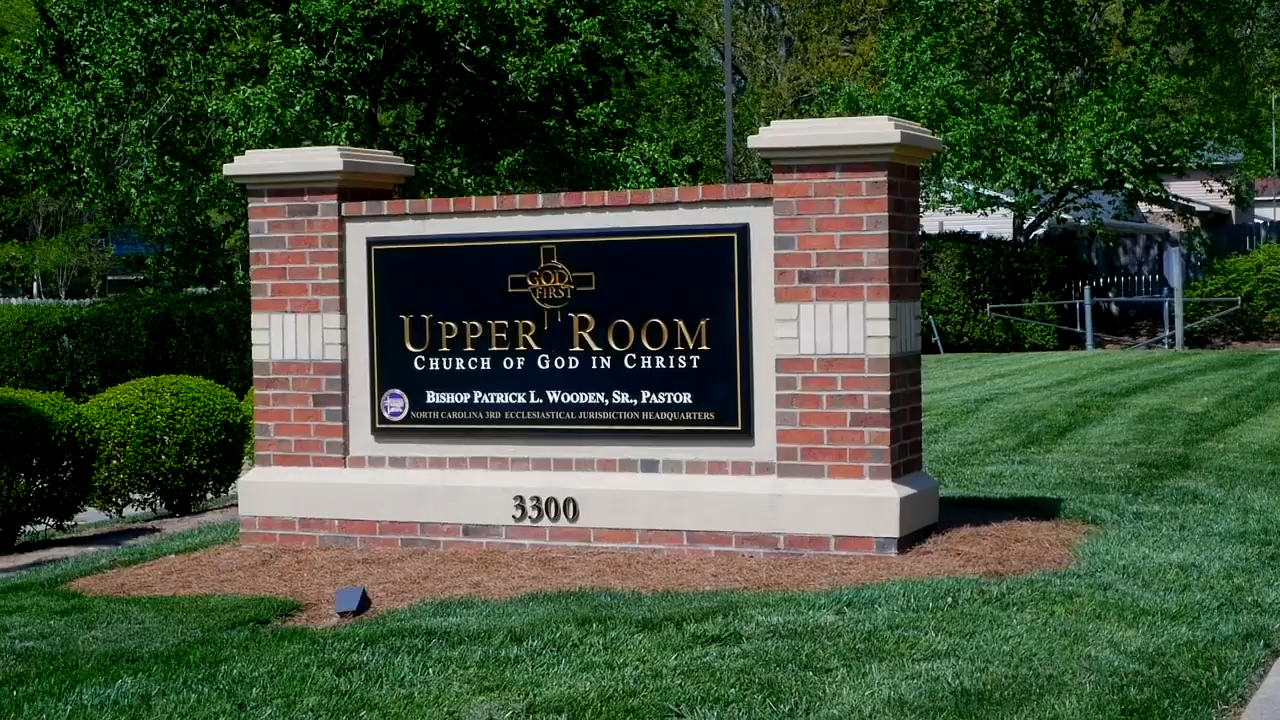 GOD
FIRST
UPPER ROOM
CHURCH OF GOD IN CHRIST
BISHOP PATRICK L. WOODEN, SR., PASTOR
NORTH CAROLINA 3RD ECCLESIASTICAL JURISDICTION HEADQUARTERS
3300